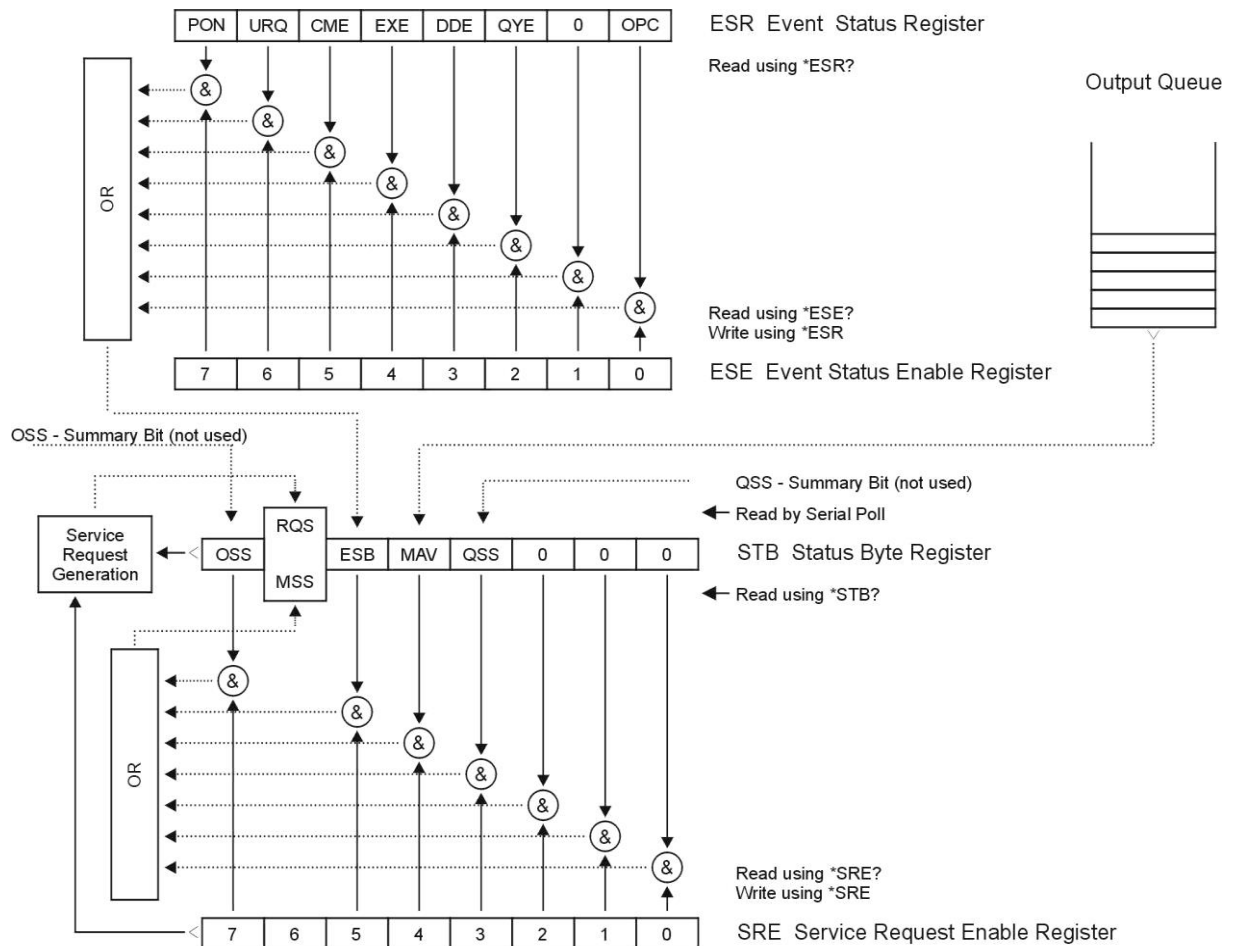 PON URQ CME EXE DDE QYE 0 OPC
ESR Event Status Register
Read using *ESR?
Output Queue
&
&
&
&
&
&
&
&
OR
Read using *ESE?
Write using *ESR
7 6 5 4 3 2 1 0
ESE Event Status Enable Register
OSS - Summary Bit (not used)
QSS - Summary Bit (not used)
Read by Serial Poll
Service
Request
Generation
OSS
RQS
MSS
ESB MAV QSS 0 0 0
STB Status Byte Register
Read using *STB?
&
&
&
&
&
&
&
OR
Read using *SRE?
Write using *SRE
7 6 5 4 3 2 1 0
SRE Service Request Enable Register